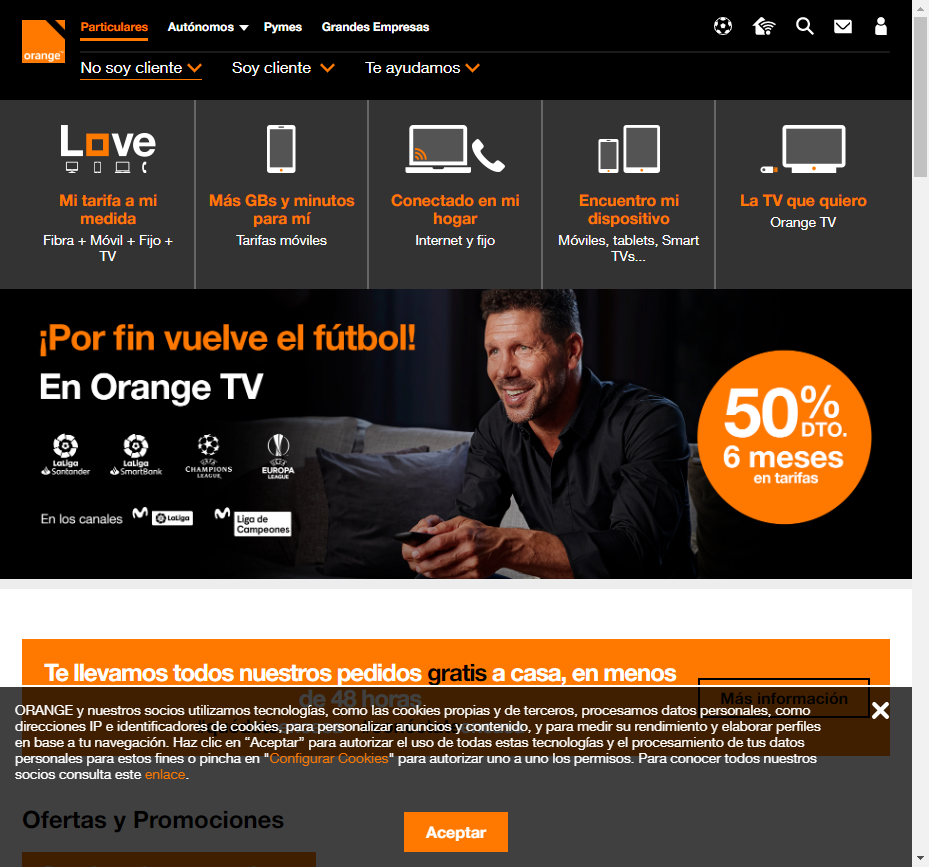 orange™
Particulares Autónomos Pymes Grandes Empresas
No soy cliente Soy cliente Te ayudamos
Love
Mi tarifa a mi
medida
Fibra + Móvil + Fijo +
TV
Más GBs y minutos
para mí
Tarifas móviles
Conectado en mi
hogar
Internet y fijo
Encuentro mi
dispositivo
Móviles, tablets, Smart
TVs...
La TV que quiero
Orange TV
¡Por fin vuelve el fútbol!
En Orange TV
LaLiga
Santander
LaLiga
SmartBank
CHAMPIONS
LEAGUE
EUROPA
LEAGUE
En los canales M LaLiga M Liga de
Campeones
50%
DTO.
6 meses
en tarifas
Te llevamos todos nuestros pedidos gratis a casa, en menos
de 48 horas
Más información
ORANGE y nuestros socios utilizamos tecnologías, como las cookies propias y de terceros, procesamos datos personales, como
direcciones IP e identificadores de cookies, para personalizar anuncios y contenido, y para medir su rendimiento y elaborar perfiles
en base a tu navegación. Haz clic en “Aceptar” para autorizar el uso de todas estas tecnologías y el procesamiento de tus datos
personales para estos fines o pincha en "Configurar Cookies" para autorizar uno a uno los permisos. Para conocer todos nuestros
socios consulta este enlace.
Ofertas y Promociones
Aceptar